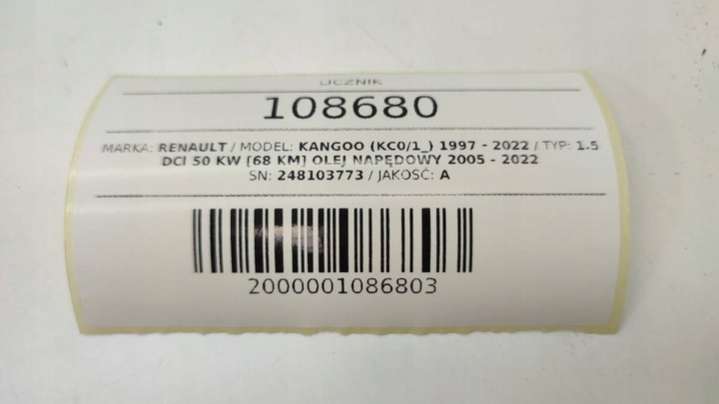 LICZNIK
108680
MARKA: RENAULT / MODEL: KANGOO (KC0/1_) 1997 - 2022 / TYP: 1.5
DCI 50 KW [68 KM] OLEJ NAPĘDOWY 2005 - 2022
SN: 248103773 / JAKOŚĆ: A
2000001086803